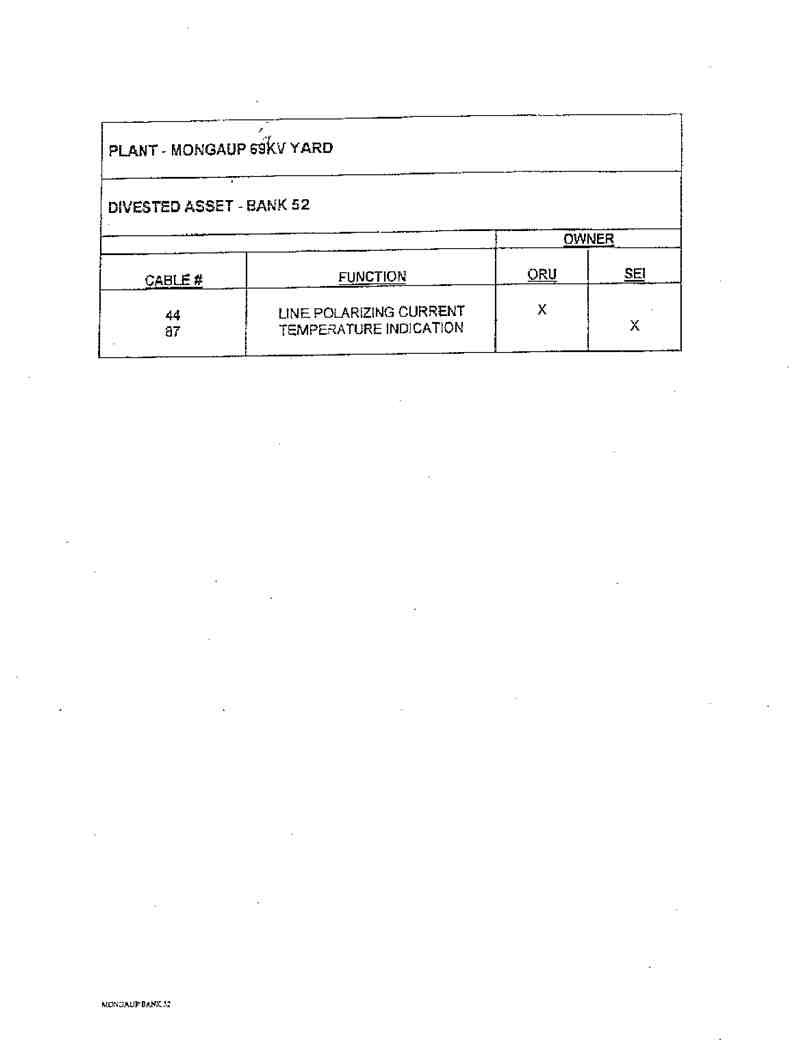 PLANT - MONGAUP 69KV YARD
DIVESTED ASSET - BANK 52
OWNER
CABLE # FUNCTION ORU SEI
44 LINE POLARIZING CURRENT X
87 TEMPERATURE INDICATION X
MONGAUP BANK 52